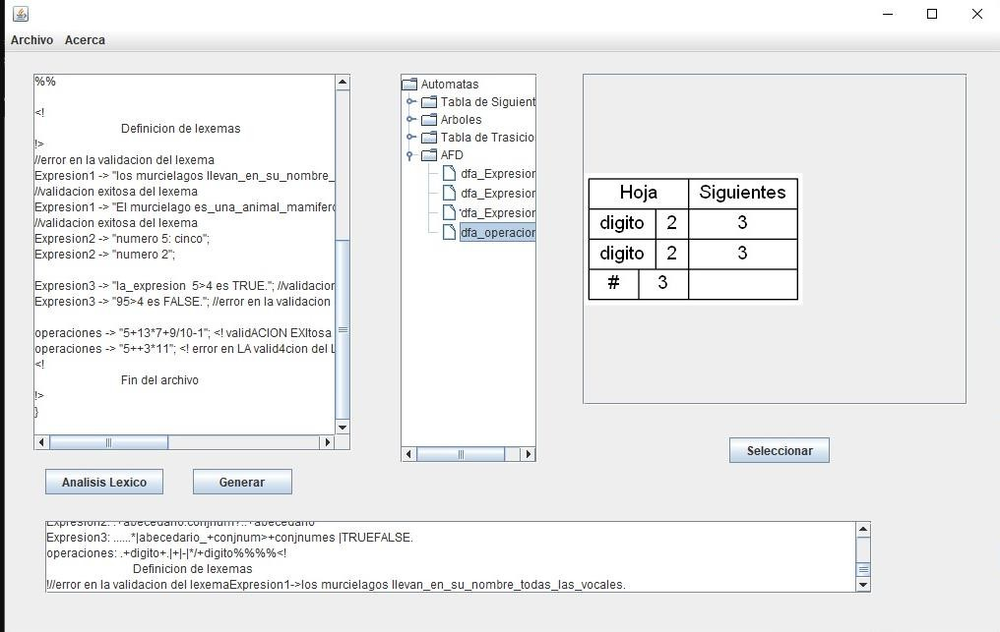 Archivo Acerca
%%
<!
Definicion de lexemas
!>
//error en la validacion del lexema
Expresion1 -> "los murcielagos llevan_en_su_nombre_
//validacion exitosa del lexema
Expresion1 -> "El murcielago es_una_animal_mamifero
//validacion exitosa del lexema
Expresion2 -> "numero 5: cinco";
Expresion2 -> "numero 2";
Expresion3 -> "la_expresion 5>4 es TRUE."; //validacion
Expresion3 -> "95>4 es FALSE."; //error en la validacion
operaciones -> "5+13*7+9/10-1"; <! validACION EXItosa
operaciones -> "5++3*11"; <! error en LA valid4cion del L
<!
Fin del archivo
!>
}
Analisis Lexico
Generar
Automatas
Tabla de Siguient
Arboles
Tabla de Trasicio
AFD
dfa_Expresion
dfa_Expresion
dfa_Expresion
dfa_operacion
Hoja Siguientes
digito 2 3
digito 2 3
# 3
Seleccionar
Expresion2: .+abecedario.conjnum?..+abecedario
Expresion3: ......*|abecedario_+conjnum>+conjnumes |TRUEFALSE.
operaciones: .+digito+.|+|-|*/+digito%%%%<!
Definicion de lexemas
!//error en la validacion del lexemaExpresion1->los murcielagos llevan_en_su_nombre_todas_las_vocales.